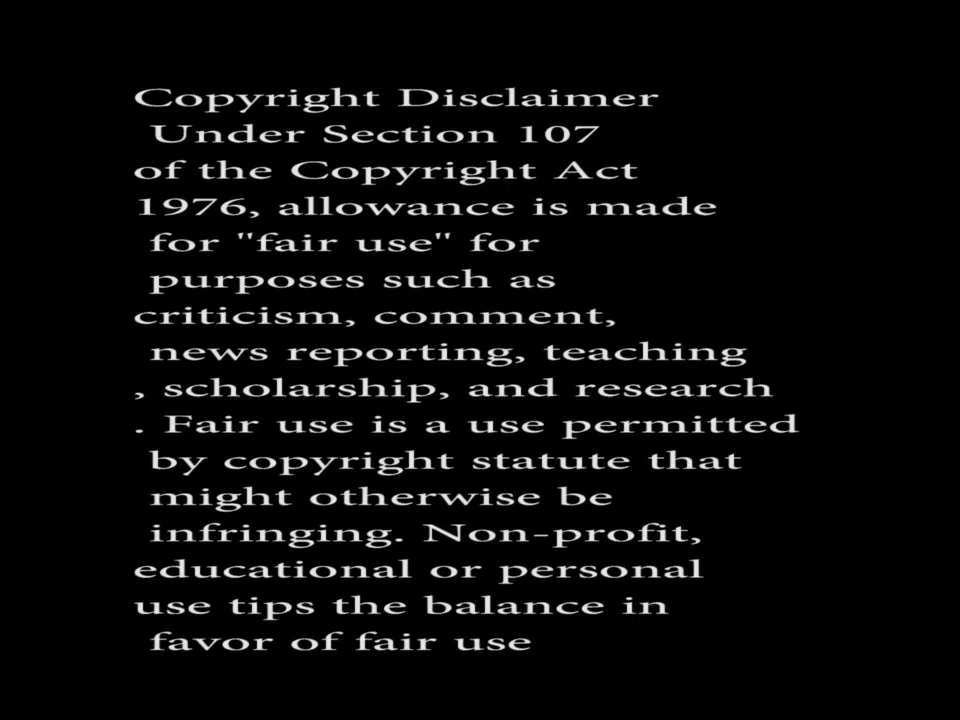 Copyright Disclaimer
Under Section 107
of the Copyright Act
1976, allowance is made
for "fair use" for
purposes such as
criticism, comment,
news reporting, teaching
, scholarship, and research
. Fair use is a use permitted
by copyright statute that
might otherwise be
infringing. Non-profit,
educational or personal
use tips the balance in
favor of fair use